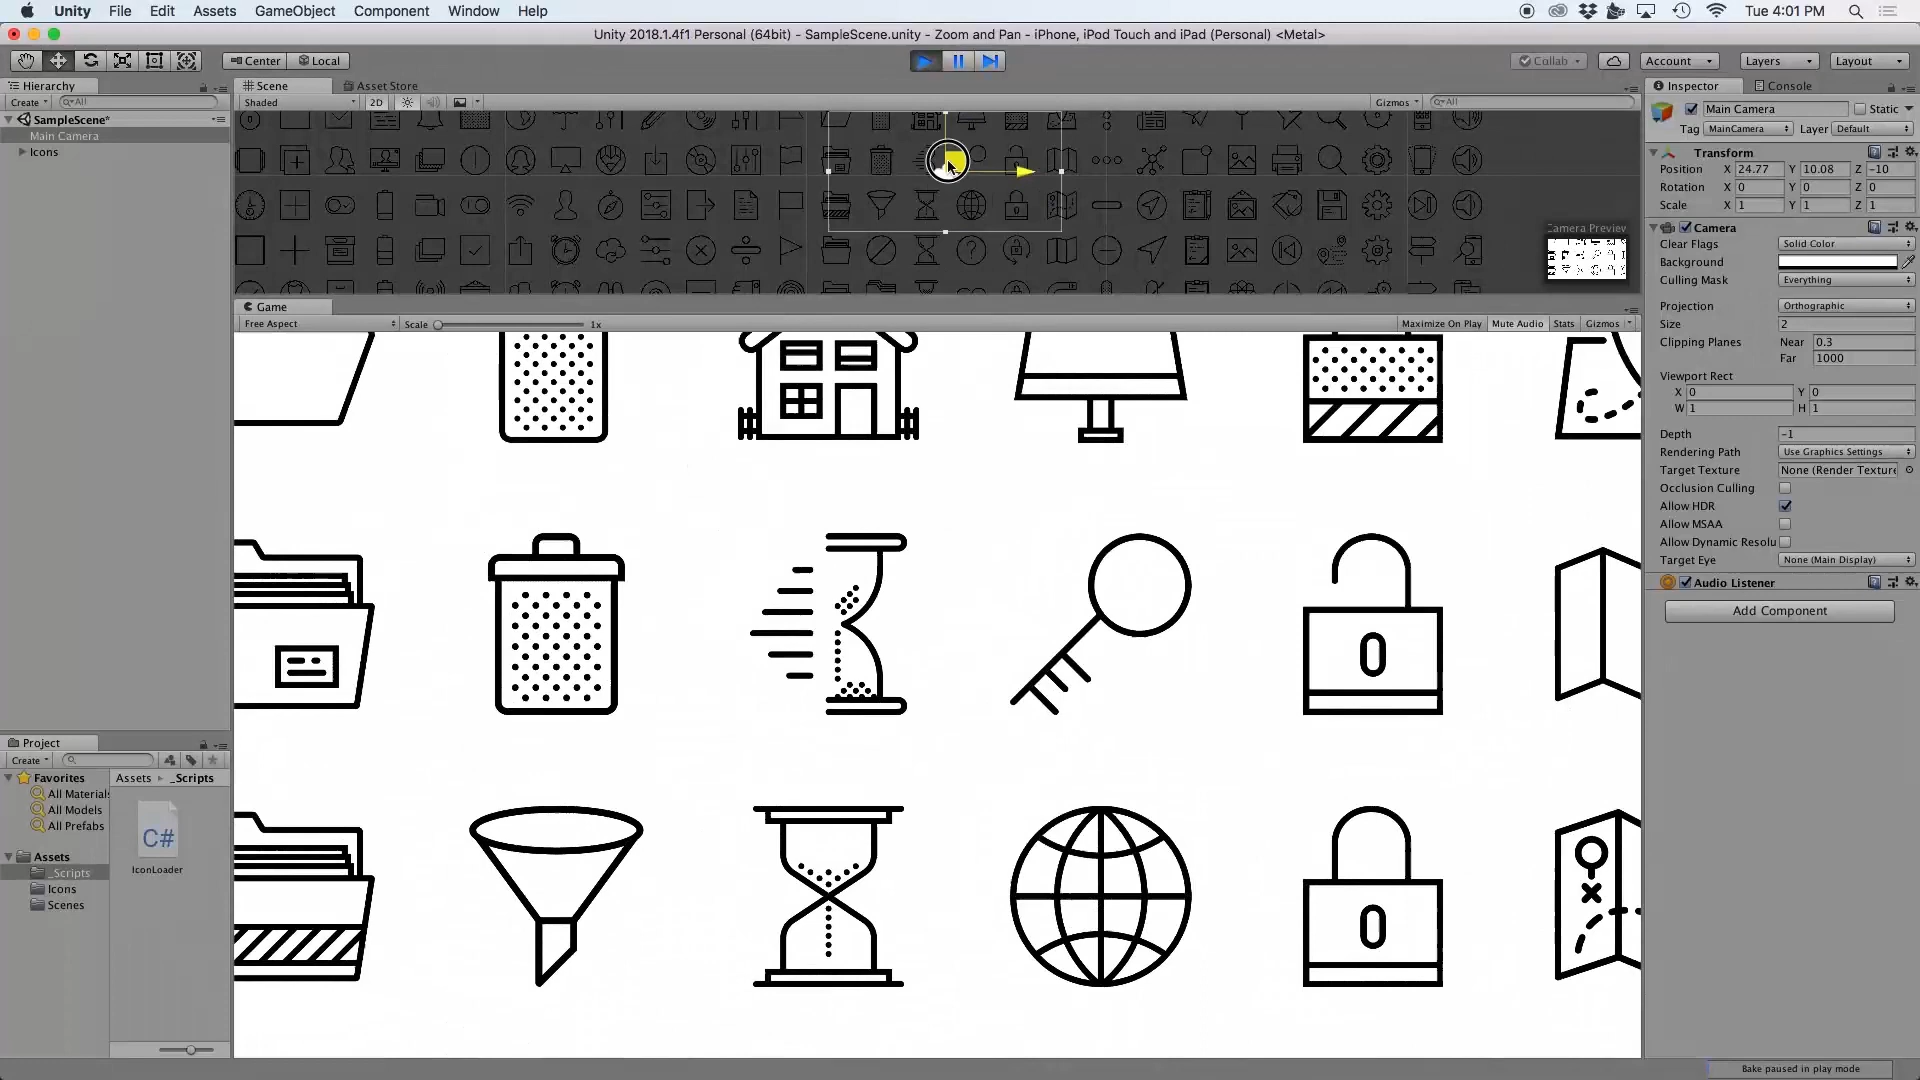 Unity File Edit Assets GameObject Component Window Help Tue 4:01 PM
Unity 2018.1.4f1 Personal (64bit) - SampleScene.unity - Zoom and Pan - iPhone, iPod Touch and iPad (Personal) <Metal>
Center Local Collab Account Layers Layout
Hierarchy
Create All
SampleScene*
Main Camera
Icons
Scene Asset Store
Shaded 2D Gizmos All
Camera Preview
Game
Free Aspect Scale 1x Maximize On Play Mute Audio Stats Gizmos
Inspector Console
Main Camera Static
Tag MainCamera Layer Default
Transform
Position X 24.77 Y 10.08 Z -10
Rotation X 0 Y 0 Z 0
Scale X 1 Y 1 Z 1
Camera
Clear Flags Solid Color
Background
Culling Mask Everything
Projection Orthographic
Size 2
Clipping Planes Near 0.3
Far 1000
Viewport Rect
X 0 Y 0
W 1 H 1
Depth -1
Rendering Path Use Graphics Settings
Target Texture None (Render Texture
Occlusion Culling
Allow HDR
Allow MSAA
Allow Dynamic Resolu
Target Eye None (Main Display)
Audio Listener
Add Component
Project
Create
Favorites
All Materials
All Models
All Prefabs
Assets
_Scripts
Icons
Scenes
Assets _Scripts
C#
IconLoader
Bake paused in play mode